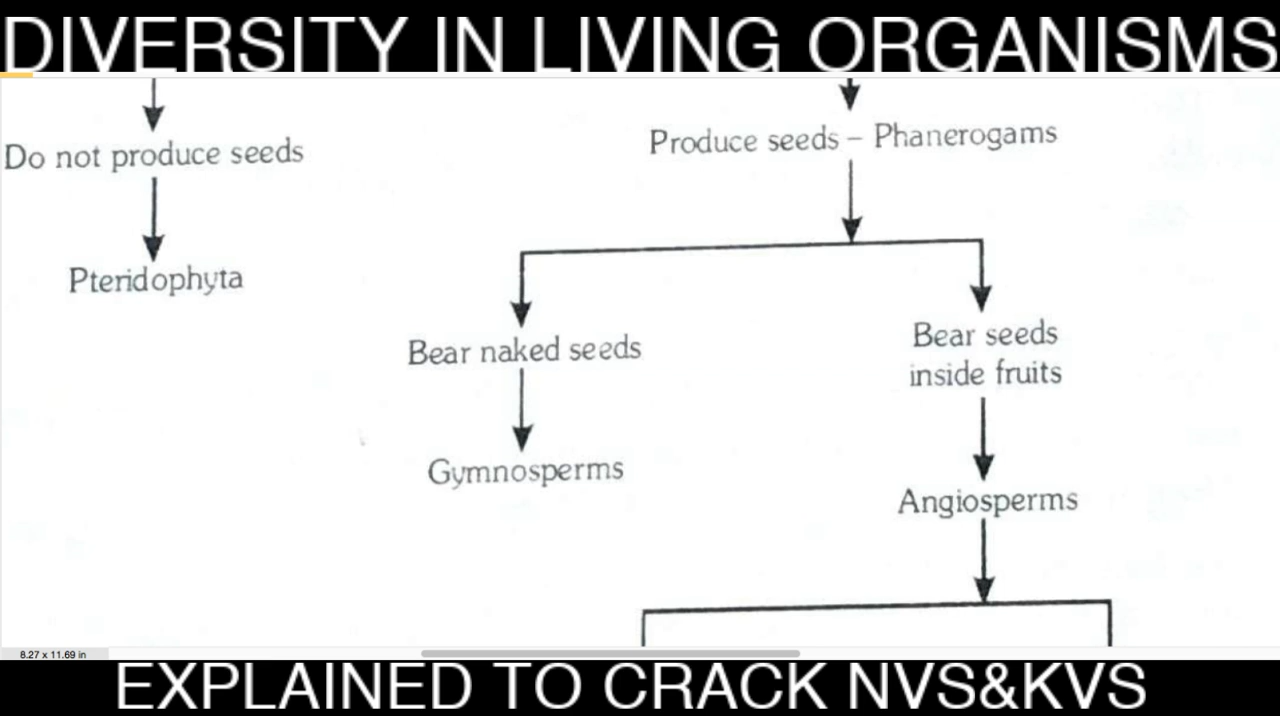 DIVERSITY IN LIVING ORGANISMS
Do not produce seeds
Produce seeds – Phanerogams
Pteridophyta
Bear naked seeds
Bear seeds
inside fruits
Gymnosperms
Angiosperms
8.27 x 11.69 in
EXPLAINED TO CRACK NVS&KVS